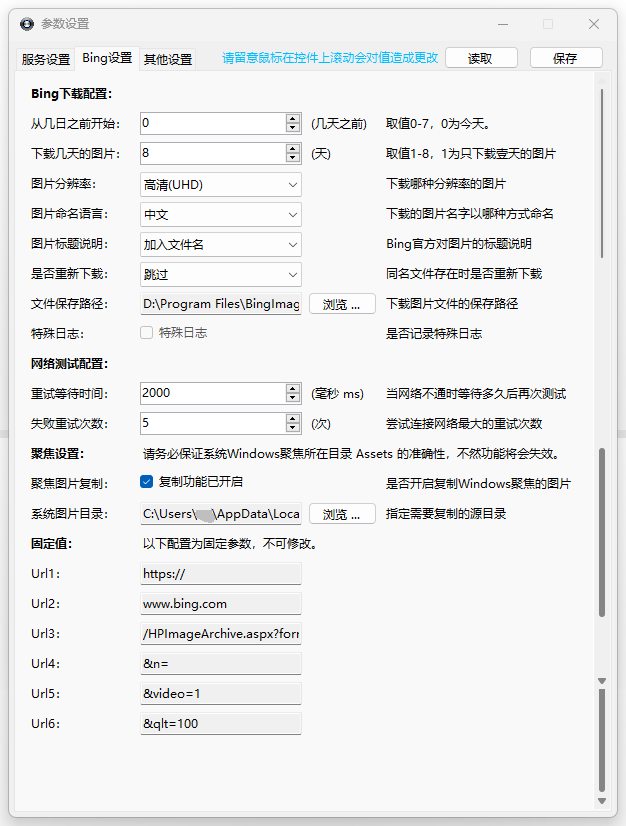 参数设置
服务设置 Bing设置 其他设置 请留意鼠标在控件上滚动会对值造成更改 读取 保存
Bing下载配置：
从几日之前开始： 0 (几天之前) 取值0-7，0为今天。
下载几天的图片： 8 (天) 取值1-8，1为只下载壹天的图片
图片分辨率： 高清(UHD) 下载哪种分辨率的图片
图片命名语言： 中文 下载的图片名字以哪种方式命名
图片标题说明： 加入文件名 Bing官方对图片的标题说明
是否重新下载： 跳过 同名文件存在时是否重新下载
文件保存路径： D:\Program Files\BingImag 浏览 ... 下载图片文件的保存路径
特殊日志： 特殊日志 是否记录特殊日志
网络测试配置：
重试等待时间： 2000 (毫秒 ms) 当网络不通时等待多久后再次测试
失败重试次数： 5 (次) 尝试连接网络最大的重试次数
聚焦设置： 请务必保证系统Windows聚焦所在目录 Assets 的准确性，不然功能将会失效。
聚焦图片复制： 复制功能已开启 是否开启复制Windows聚焦的图片
系统图片目录： C:\Users\ \AppData\Loca 浏览 ... 指定需要复制的源目录
固定值： 以下配置为固定参数，不可修改。
Url1： https://
Url2： www.bing.com
Url3： /HPImageArchive.aspx?for
Url4： &n=
Url5： &video=1
Url6： &qlt=100